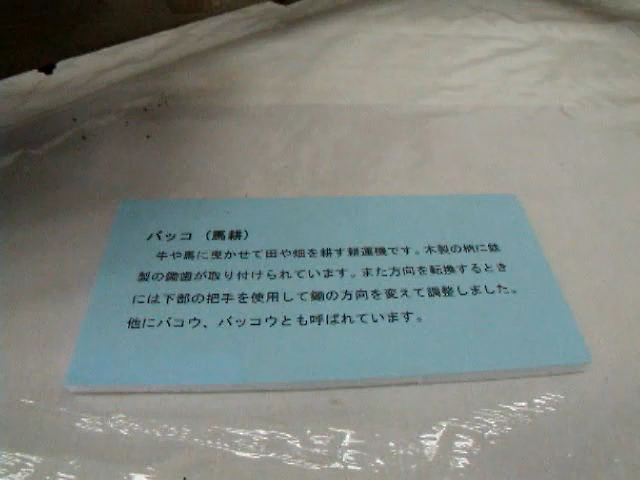 バッコ（馬耕）
牛や馬に曳かせて田や畑を耕す耕運機です。木製の柄に鉄
製の鋤歯が取り付けられています。また方向を転換するとき
には下部の把手を使用して鋤の方向を変えて調整しました。
他にバコウ、バッコウとも呼ばれています。